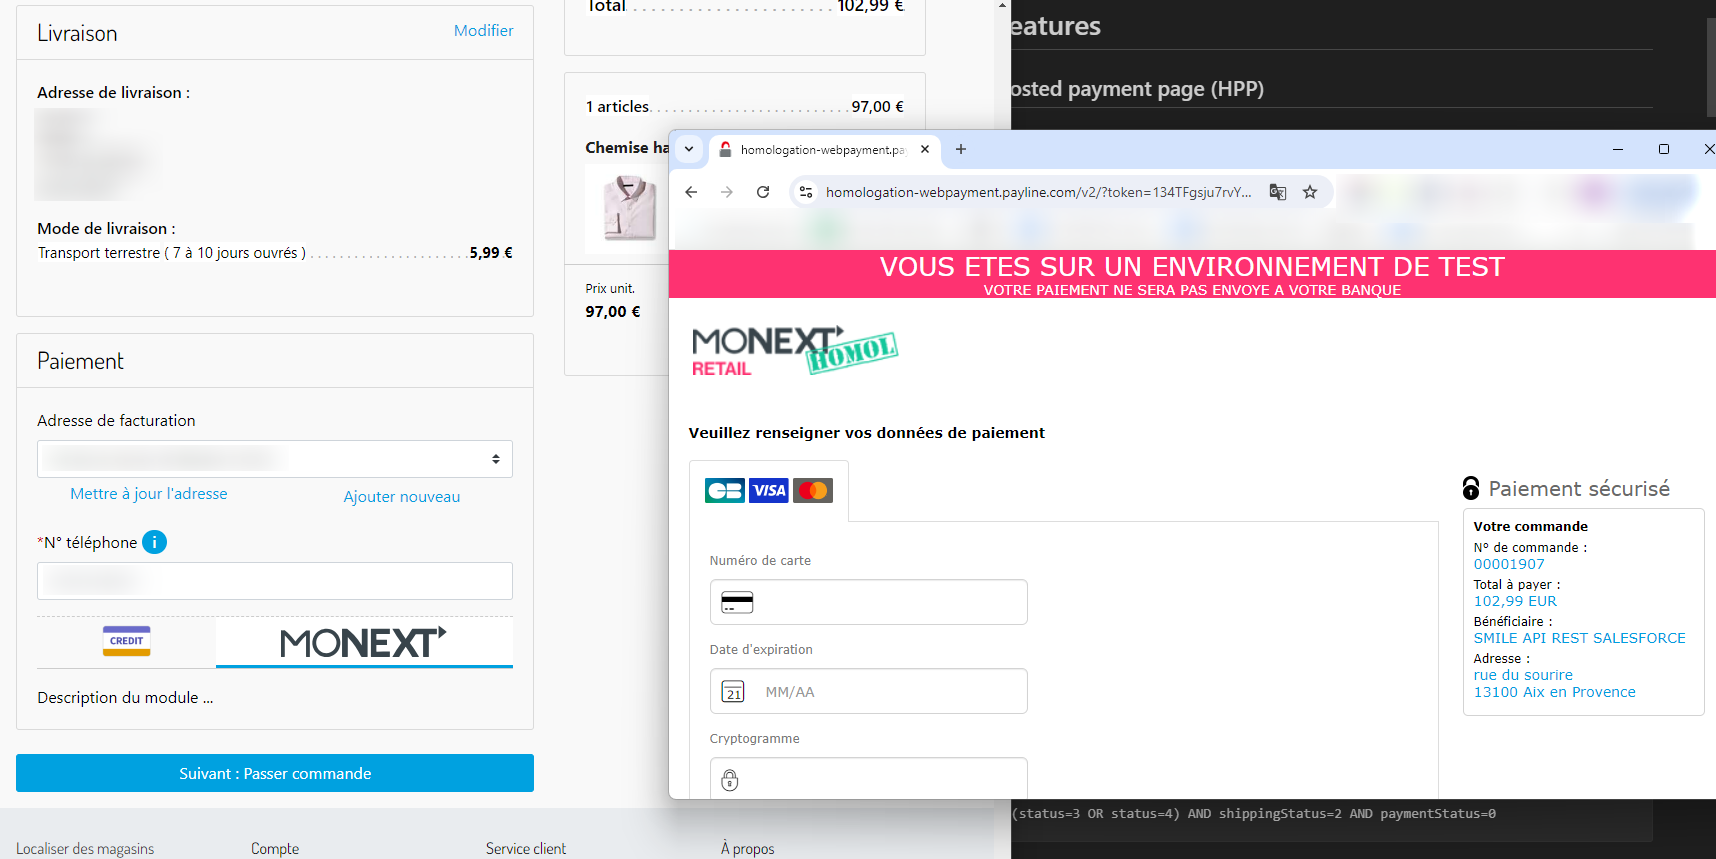 Livraison
Modifier
Adresse de livraison :
Mode de livraison :
Transport terrestre ( 7 à 10 jours ouvrés ) 5,99 €
Paiement
Adresse de facturation
Mettre à jour l'adresse
Ajouter nouveau
*N° téléphone
i
CREDIT
MONEXT
Description du module ...
Suivant : Passer commande
Localiser des magasins
Compte
Service client
À propos
Total 102,99 €
1 articles 97,00 €
Chemise ha
Prix unit.
97,00 €
eatures
osted payment page (HPP)
homologation-webpayment.pa
homologation-webpayment.payline.com/v2/?token=134TFgsju7rvY...
VOUS ETES SUR UN ENVIRONNEMENT DE TEST
VOTRE PAIEMENT NE SERA PAS ENVOYE A VOTRE BANQUE
MONEXT
RETAIL
HOMOL
Veuillez renseigner vos données de paiement
CB
VISA
Numéro de carte
Date d'expiration
21
MM/AA
Cryptogramme
Paiement sécurisé
Votre commande
N° de commande :
00001907
Total à payer :
102,99 EUR
Bénéficiaire :
SMILE API REST SALESFORCE
Adresse :
rue du sourire
13100 Aix en Provence
(status=3 OR status=4) AND shippingStatus=2 AND paymentStatus=0